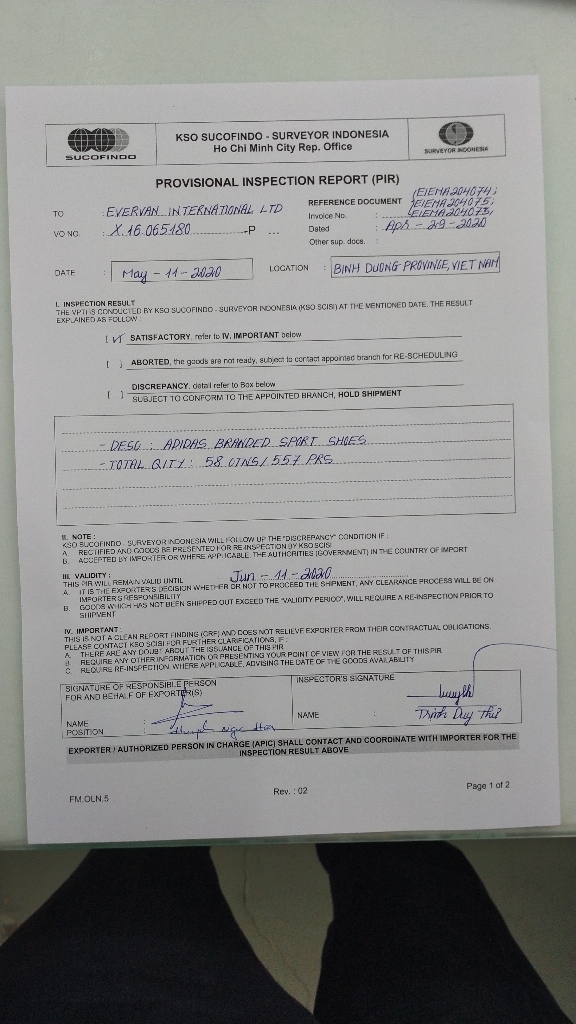 SUCOFINDO
KSO SUCOFINDO - SURVEYOR INDONESIA
Ho Chi Minh City Rep. Office
SURVEYOR INDONESIA
PROVISIONAL INSPECTION REPORT (PIR)
TO : EVERVAN INTERNATIONAL LTD
VO NO. : X.16.065180 -P ...
REFERENCE DOCUMENT EIEMA204074;
EIEMA204075;
Invoice No. : EIEMA204073;
Dated : Apr - 29 - 2020
Other sup. docs. :
DATE : May - 11 - 2020
LOCATION : BINH DUONG PROVINCE, VIET NAM
I. INSPECTION RESULT
THE VPTI IS CONDUCTED BY KSO SUCOFINDO - SURVEYOR INDONESIA (KSO SCISI) AT THE MENTIONED DATE. THE RESULT
EXPLAINED AS FOLLOW :
[ √ ] SATISFACTORY, refer to IV. IMPORTANT below
[ ] ABORTED, the goods are not ready, subject to contact appointed branch for RE-SCHEDULING
[ ] DISCREPANCY, detail refer to Box below
SUBJECT TO CONFORM TO THE APPOINTED BRANCH, HOLD SHIPMENT
- DESC : ADIDAS BRANDED SPORT SHOES
- TOTAL QITY : 58 CTNS / 557 PRS
II. NOTE :
KSO SUCOFINDO - SURVEYOR INDONESIA WILL FOLLOW UP THE "DISCREPANCY" CONDITION IF :
A. RECTIFIED AND GOODS BE PRESENTED FOR RE-INSPECTION BY KSO SCISI
B. ACCEPTED BY IMPORTER OR WHERE APPLICABLE, THE AUTHORITIES (GOVERNMENT) IN THE COUNTRY OF IMPORT
III. VALIDITY :
THIS PIR WILL REMAIN VALID UNTIL Jun - 11 - 2020
A. IT IS THE EXPORTER'S DECISION WHETHER OR NOT TO PROCEED THE SHIPMENT, ANY CLEARANCE PROCESS WILL BE ON
IMPORTER'S RESPONSIBILITY
B. GOODS WHICH HAS NOT BEEN SHIPPED OUT EXCEED THE "VALIDITY PERIOD", WILL REQUIRE A RE-INSPECTION PRIOR TO
SHIPMENT
IV. IMPORTANT :
THIS IS NOT A CLEAN REPORT FINDING (CRF) AND DOES NOT RELIEVE EXPORTER FROM THEIR CONTRACTUAL OBLIGATIONS.
PLEASE CONTACT KSO SCISI FOR FURTHER CLARIFICATIONS, IF :
A. THERE ARE ANY DOUBT ABOUT THE ISSUANCE OF THIS PIR
B. REQUIRE ANY OTHER INFORMATION OR PRESENTING YOUR POINT OF VIEW FOR THE RESULT OF THIS PIR
C. REQUIRE RE-INSPECTION WHERE APPLICABLE, ADVISING THE DATE OF THE GOODS AVAILABILITY
SIGNATURE OF RESPONSIBLE PERSON
FOR AND BEHALF OF EXPORTER(S)
INSPECTOR'S SIGNATURE
NAME :
POSITION :
NAME : Trịnh Duy Thứ
EXPORTER / AUTHORIZED PERSON IN CHARGE (APIC) SHALL CONTACT AND COORDINATE WITH IMPORTER FOR THE
INSPECTION RESULT ABOVE
FM.OLN.5
Rev. : 02
Page 1 of 2